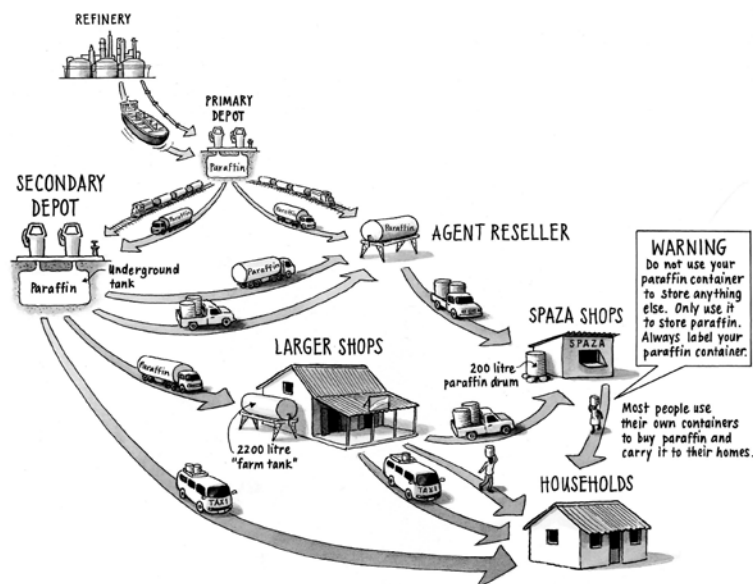 REFINERY
PRIMARY
DEPOT
Paraffin
SECONDARY
DEPOT
Paraffin
Paraffin
AGENT RESELLER
Paraffin
Underground
tank
Paraffin
Paraffin
WARNING
Do not use your
paraffin container
to store anything
else. Only use it
to store paraffin.
Always label your
paraffin container.
SPAZA SHOPS
SPAZA
200 litre
paraffin drum
LARGER SHOPS
Paraffin
2200 litre
"farm tank"
Most people use
their own containers
to buy paraffin and
carry it to their homes.
TAXI
TAXI
HOUSEHOLDS